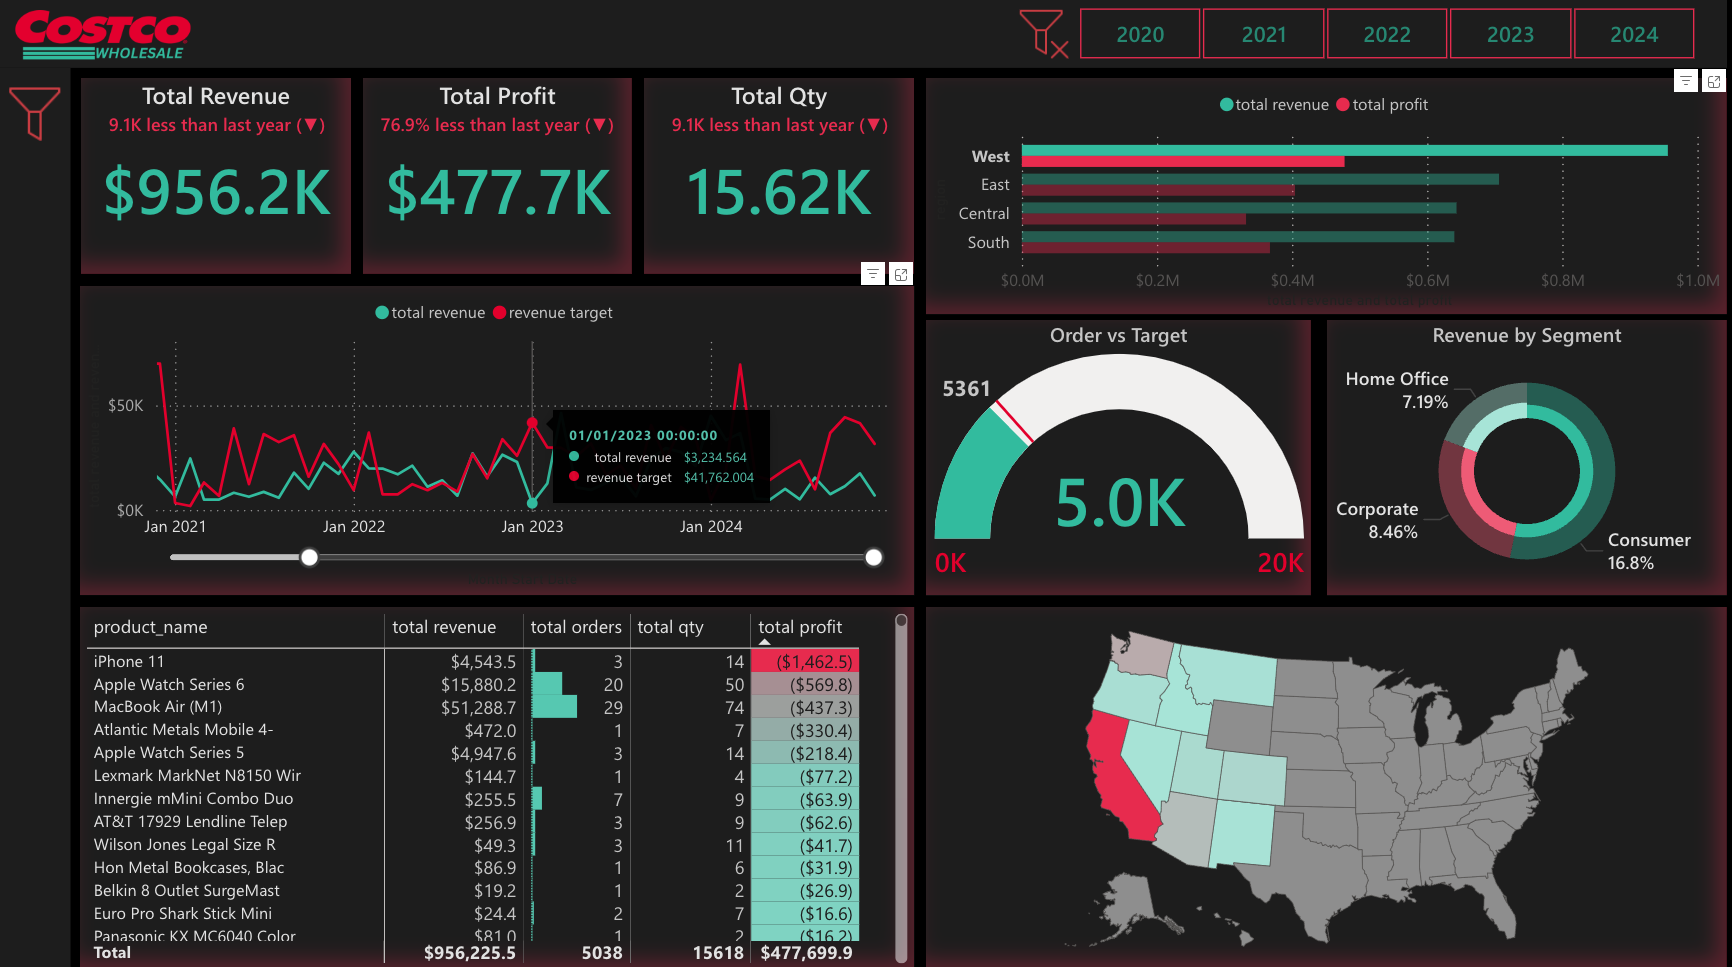 COSTCO
WHOLESALE
2020 2021 2022 2023 2024
Total Revenue
9.1K less than last year (▼)
$956.2K
Total Profit
76.9% less than last year (▼)
$477.7K
Total Qty
9.1K less than last year (▼)
15.62K
total revenue total profit
West
East
Central
South
$0.0M $0.2M $0.4M $0.6M $0.8M $1.0M
total revenue revenue target
$50K
$0K
Jan 2021 Jan 2022 Jan 2023 Jan 2024
01/01/2023 00:00:00
total revenue $3,234.564
revenue target $41,762.004
Order vs Target
5361
5.0K
0K 20K
Revenue by Segment
Home Office
7.19%
Corporate
8.46%
Consumer
16.8%
product_name total revenue total orders total qty total profit
iPhone 11 $4,543.5 3 14 ($1,462.5)
Apple Watch Series 6 $15,880.2 20 50 ($569.8)
MacBook Air (M1) $51,288.7 29 74 ($437.3)
Atlantic Metals Mobile 4- $472.0 1 7 ($330.4)
Apple Watch Series 5 $4,947.6 3 14 ($218.4)
Lexmark MarkNet N8150 Wir $144.7 1 4 ($77.2)
Innergie mMini Combo Duo $255.5 7 9 ($63.9)
AT&T 17929 Lendline Telep $256.9 3 9 ($62.6)
Wilson Jones Legal Size R $49.3 3 11 ($41.7)
Hon Metal Bookcases, Blac $86.9 1 6 ($31.9)
Belkin 8 Outlet SurgeMast $19.2 1 2 ($26.9)
Euro Pro Shark Stick Mini $24.4 2 7 ($16.6)
Panasonic KX MC6040 Color $81.0 1 2 ($16.2)
Total $956,225.5 5038 15618 $477,699.9